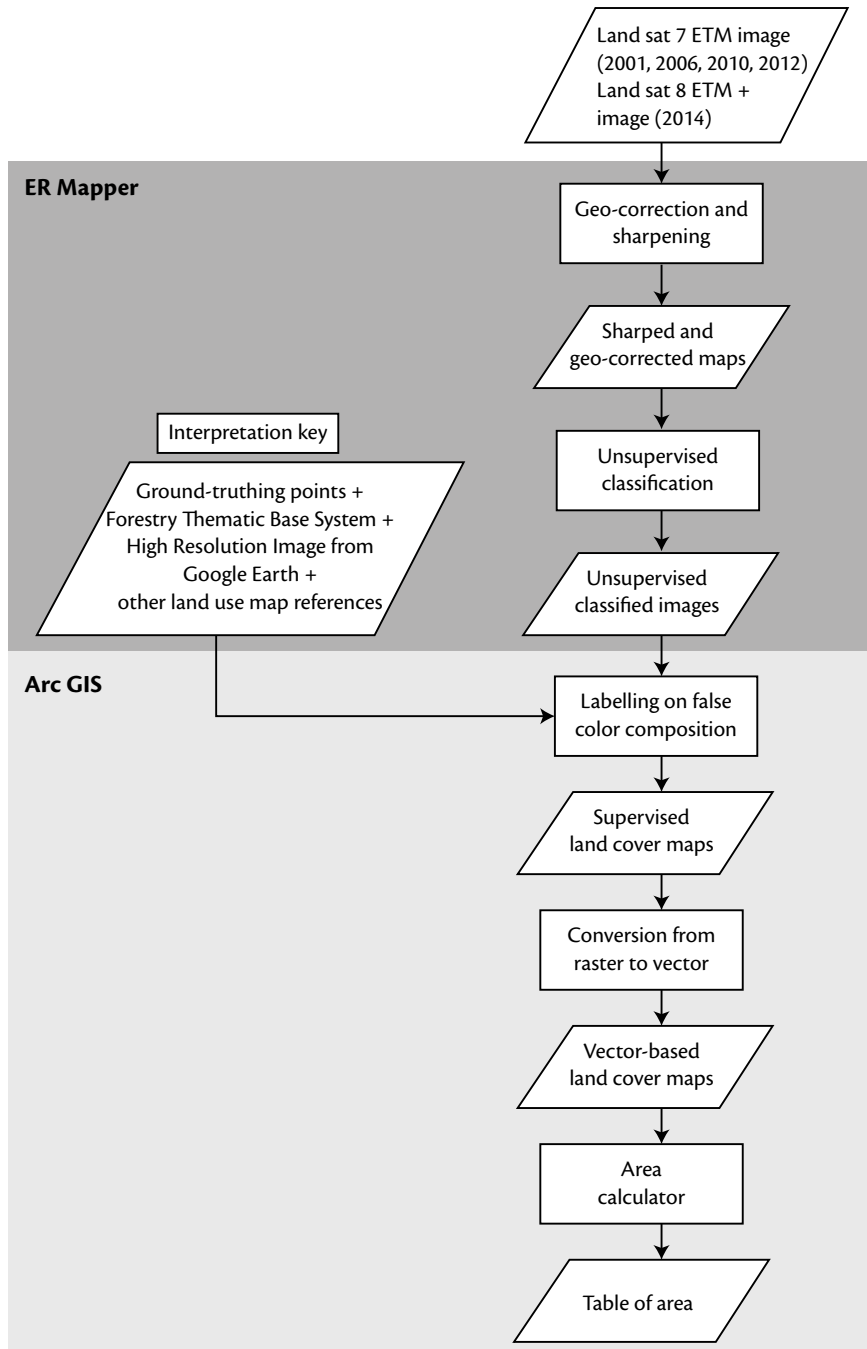 Land sat 7 ETM image
(2001, 2006, 2010, 2012)
Land sat 8 ETM +
image (2014)
ER Mapper
Geo-correction and
sharpening
Sharped and
geo-corrected maps
Interpretation key
Ground-truthing points +
Forestry Thematic Base System +
High Resolution Image from
Google Earth +
other land use map references
Unsupervised
classification
Unsupervised
classified images
Arc GIS
Labelling on false
color composition
Supervised
land cover maps
Conversion from
raster to vector
Vector-based
land cover maps
Area
calculator
Table of area